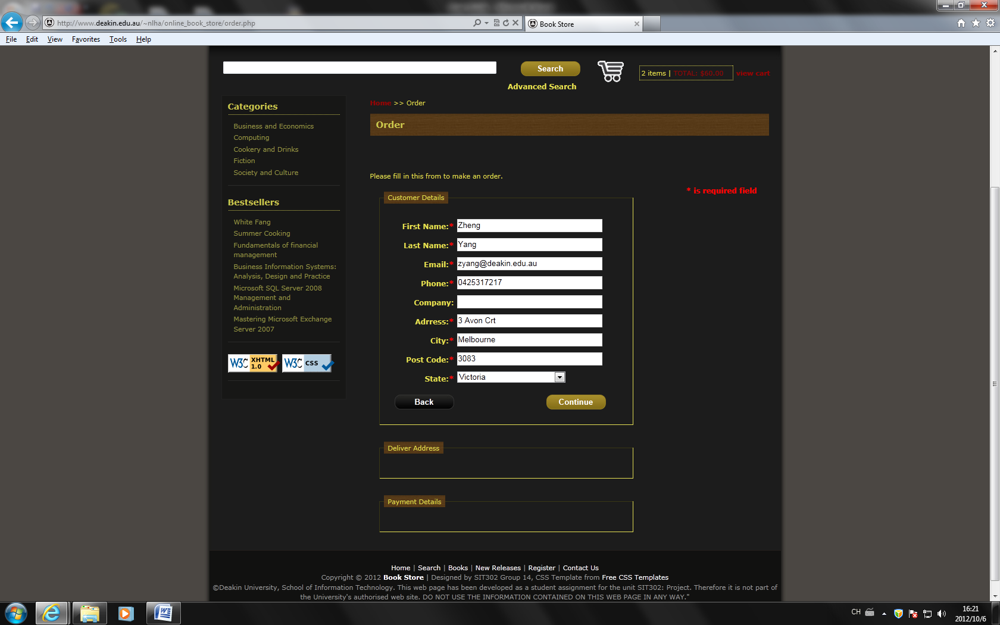 http://www.deakin.edu.au/~nlha/online_book_store/order.php
Book Store
File Edit View Favorites Tools Help
Search
2 items | TOTAL: $60.00 view cart
Advanced Search
Categories
Business and Economics
Computing
Cookery and Drinks
Fiction
Society and Culture
Bestsellers
White Fang
Summer Cooking
Fundamentals of financial
management
Business Information Systems:
Analysis, Design and Practice
Microsoft SQL Server 2008
Management and
Administration
Mastering Microsoft Exchange
Server 2007
W3C XHTML 1.0
W3C css
Home >> Order
Order
Please fill in this from to make an order.
* is required field
Customer Details
First Name:* Zheng
Last Name:* Yang
Email:* zyang@deakin.edu.au
Phone:* 0425317217
Company:
Adrress:* 3 Avon Crt
City:* Melbourne
Post Code:* 3083
State:* Victoria
Back Continue
Deliver Address
Payment Details
Home | Search | Books | New Releases | Register | Contact Us
Copyright © 2012 Book Store | Designed by SIT302 Group 14, CSS Template from Free CSS Templates
©Deakin University, School of Information Technology. This web page has been developed as a student assignment for the unit SIT302: Project. Therefore it is not part of
the University's authorised web site. DO NOT USE THE INFORMATION CONTAINED ON THIS WEB PAGE IN ANY WAY."
CH
16:21
2012/10/6